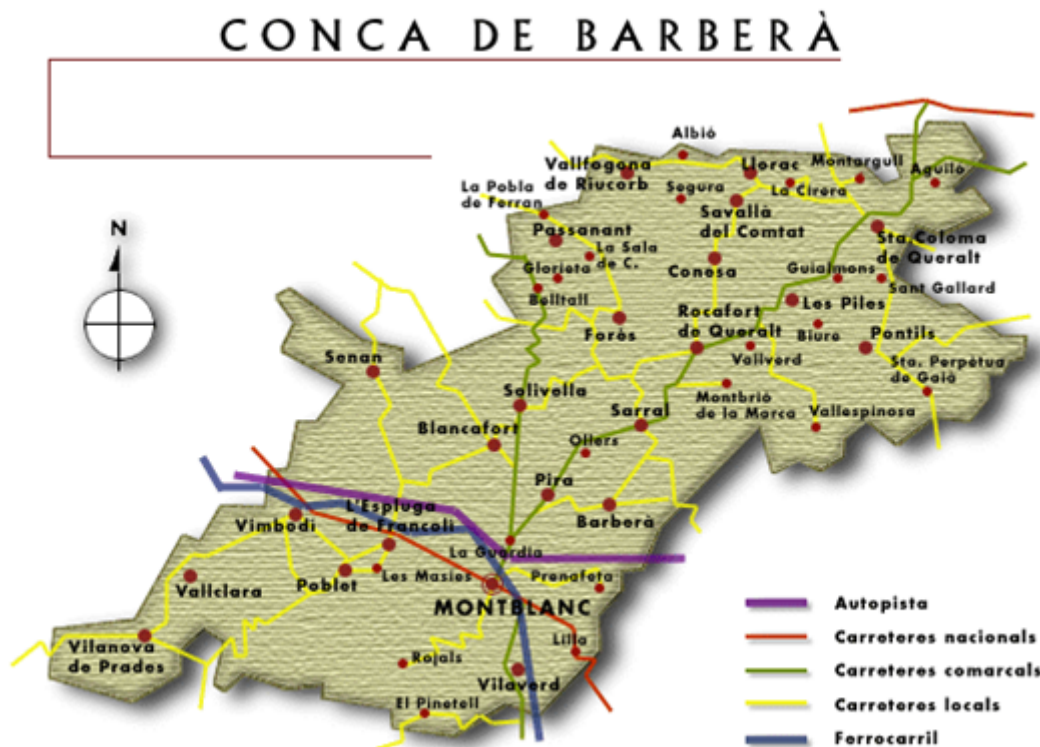 CONCA DE BARBERÀ
Albió
Vallfogona
de Riucorb
Llorac
Montargull
Aguiló
La Cirera
Segura
La Pobla
de Ferran
Savallà
del Comtat
Passanant
La Sala
de C.
Sta. Coloma
de Queralt
N
Glorieta
Conesa
Guialmons
Sant Gallard
Belltall
Les Piles
Rocafort
de Queralt
Forès
Biure
Pontils
Senan
Vallverd
Sta. Perpètua
de Gaià
Solivella
Montbrió
de la Marca
Vallespinosa
Sarral
Blancafort
Ollers
Pira
L'Espluga
de Francolí
Barberà
Vimbodí
La Guardia
Poblet
Les Masies
Prenafeta
Vallclara
MONTBLANC
Vilanova
de Prades
Lilla
Rojals
Vilaverd
El Pinetell
Autopista
Carreteres nacionals
Carreteres comarcals
Carreteres locals
Ferrocarril